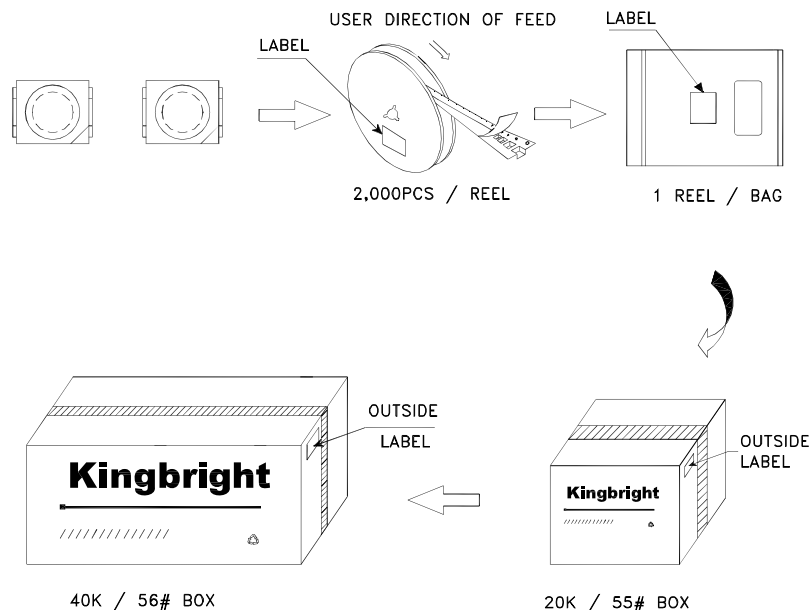 USER DIRECTION OF FEED
LABEL
LABEL
2,000PCS / REEL
1 REEL / BAG
OUTSIDE
LABEL
Kingbright
40K / 56# BOX
OUTSIDE
LABEL
Kingbright
20K / 55# BOX